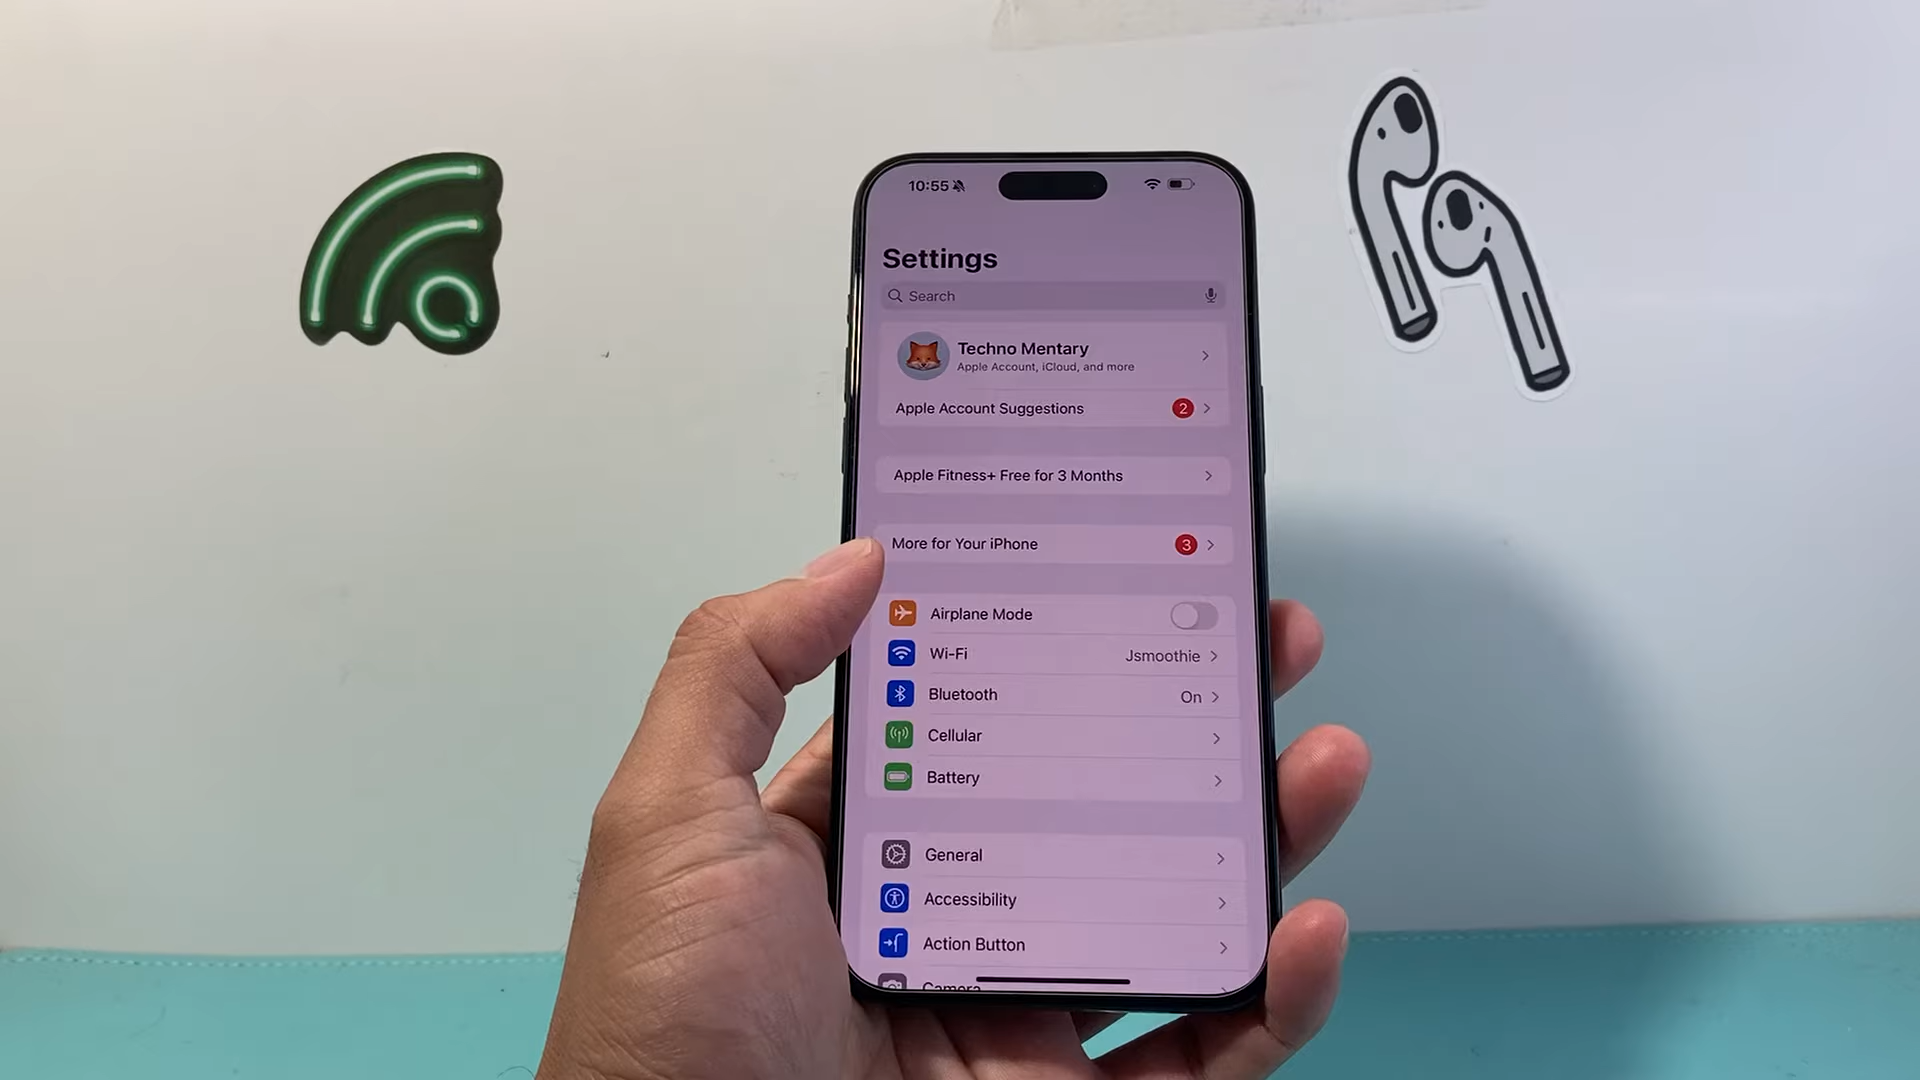 10:55
Settings
Search
Techno Mentary
Apple Account, iCloud, and more
Apple Account Suggestions 2
Apple Fitness+ Free for 3 Months
More for Your iPhone 3
Airplane Mode
Wi-Fi Jsmoothie
Bluetooth On
Cellular
Battery
General
Accessibility
Action Button
Camera